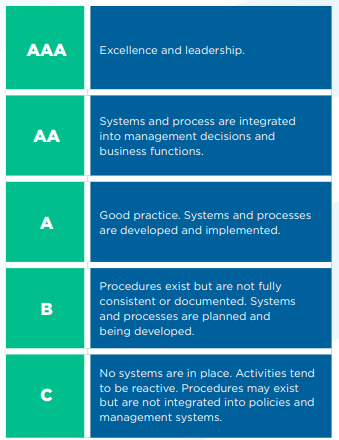 AAA
Excellence and leadership.
AA
Systems and process are integrated
into management decisions and
business functions.
A
Good practice. Systems and processes
are developed and implemented.
B
Procedures exist but are not fully
consistent or documented. Systems
and processes are planned and
being developed.
C
No systems are in place. Activities tend
to be reactive. Procedures may exist
but are not integrated into policies and
management systems.